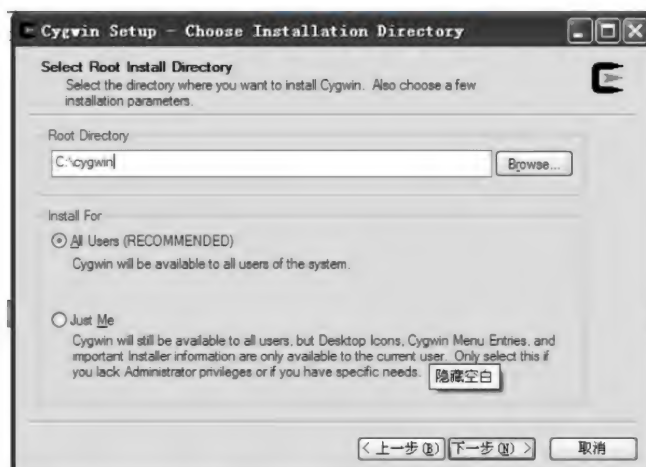 Cygwin Setup - Choose Installation Directory
Select Root Install Directory
Select the directory where you want to install Cygwin. Also choose a few
installation parameters.
Root Directory
C:\cygwin
Browse...
Install For
All Users (RECOMMENDED)
Cygwin will be available to all users of the system.
Just Me
Cygwin will still be available to all users, but Desktop Icons, Cygwin Menu Entries, and
important Installer information are only available to the current user. Only select this if
you lack Administrator privileges or if you have specific needs.
隐藏空白
< 上一步(B) 下一步(N) > 取消